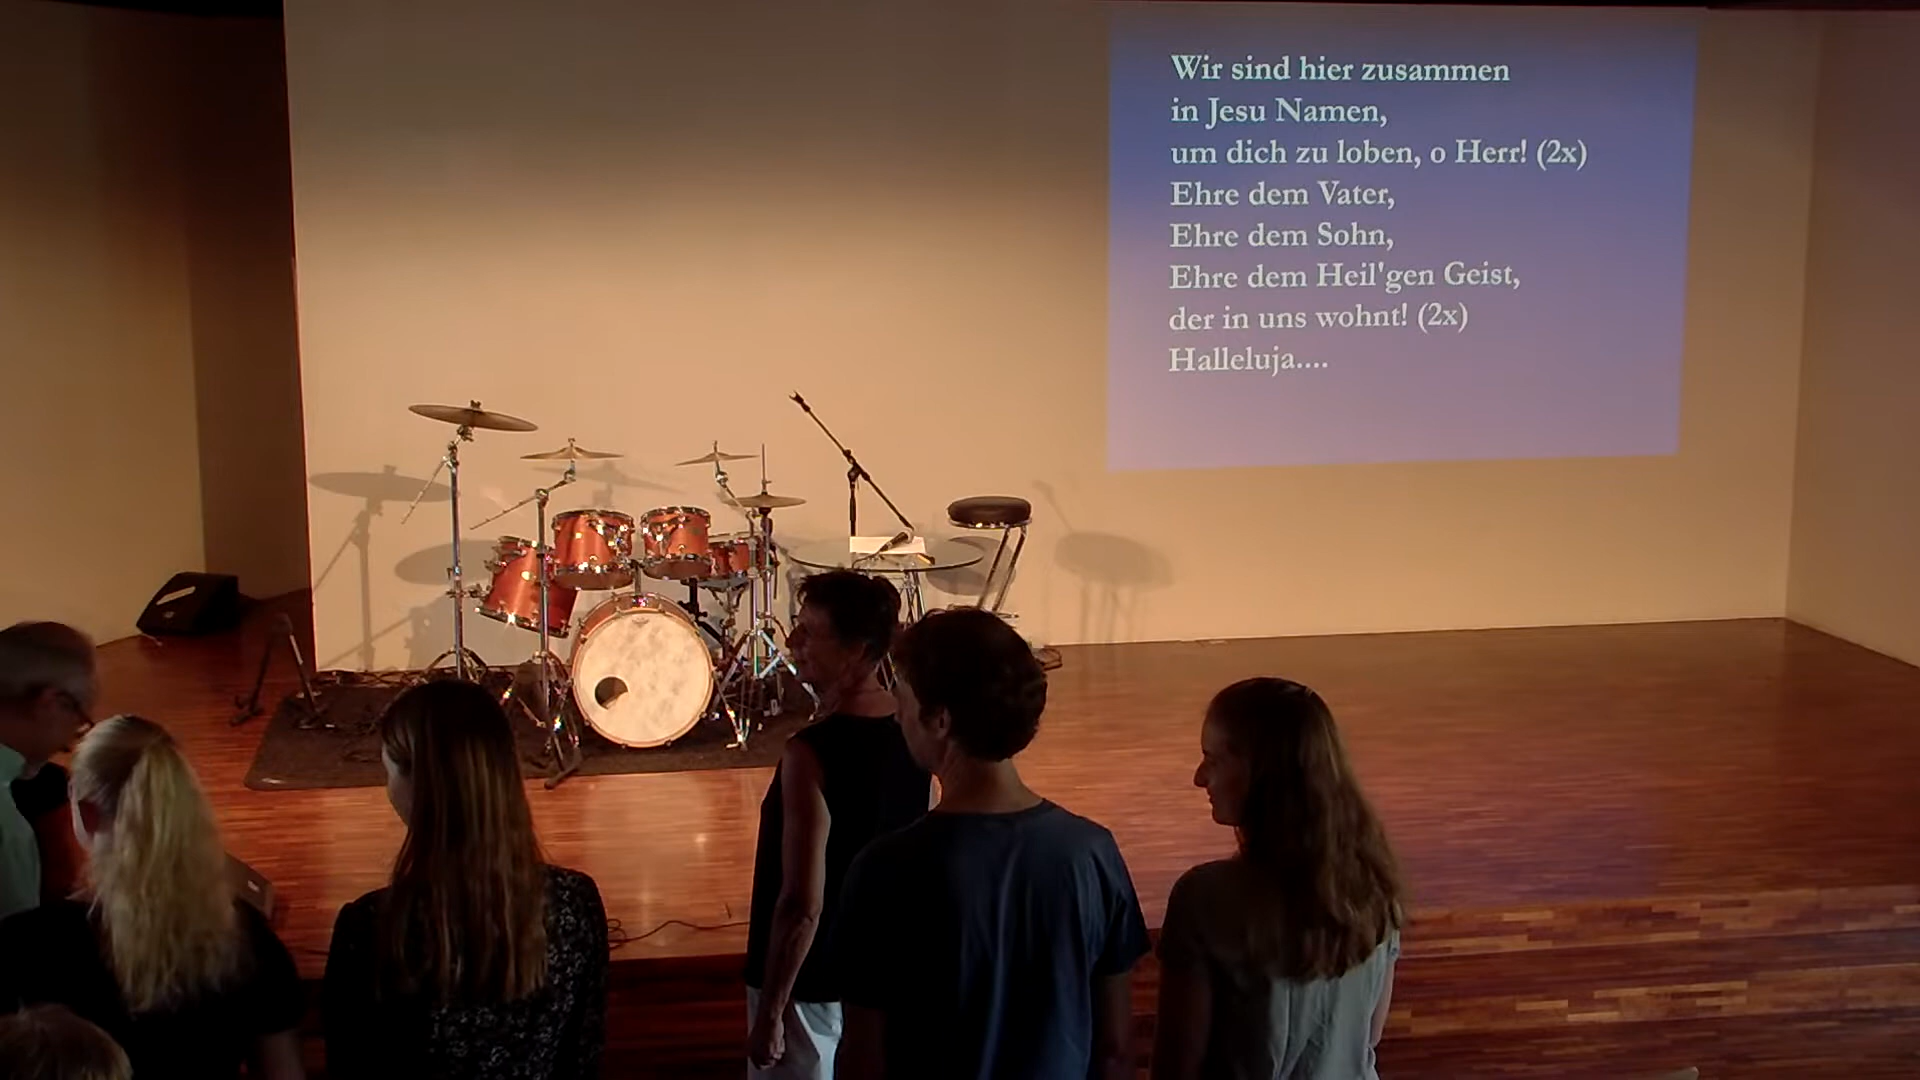 Wir sind hier zusammen
in Jesu Namen,
um dich zu loben, o Herr! (2x)
Ehre dem Vater,
Ehre dem Sohn,
Ehre dem Heil'gen Geist,
der in uns wohnt! (2x)
Halleluja....